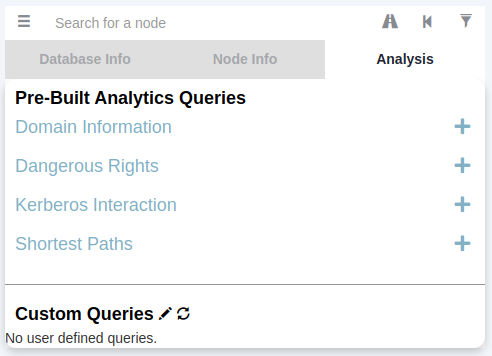 Search for a node
Database Info Node Info Analysis
Pre-Built Analytics Queries
Domain Information
Dangerous Rights
Kerberos Interaction
Shortest Paths
Custom Queries
No user defined queries.